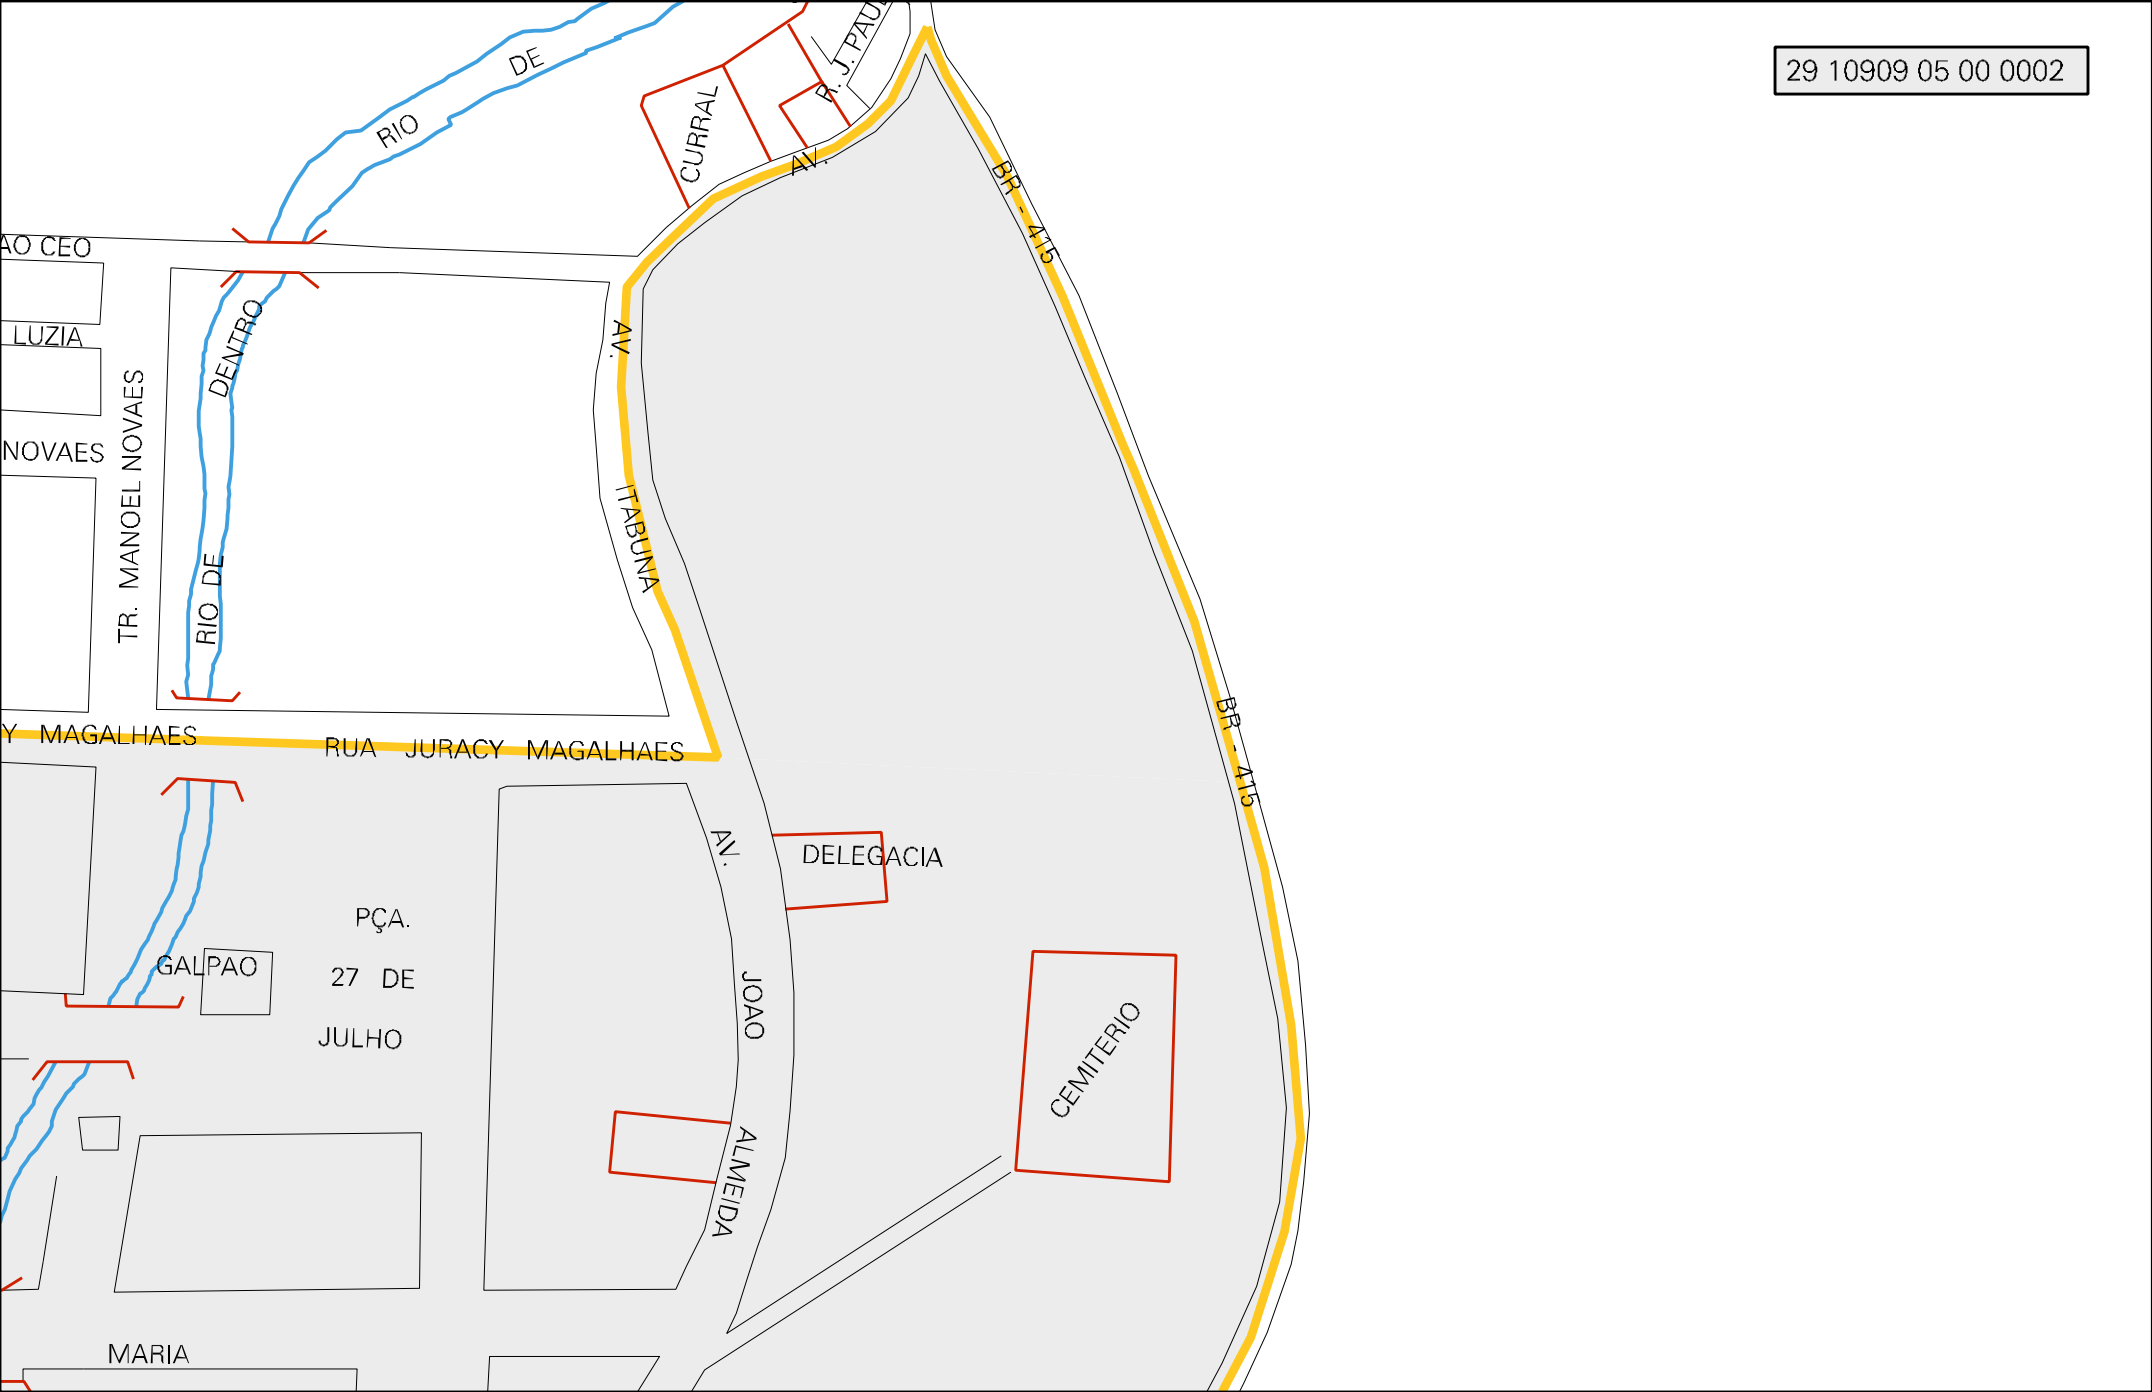 R. J. PAUL
29 10909 05 00 0002
DE
RIO
CURRAL
AV.
BR - 415
AO CEO
DENTRO
LUZIA
AV.
NOVAES
TR. MANOEL NOVAES
ITABUNA
RIO DE
Y MAGALHAES
RUA JURACY MAGALHAES
BR - 415
AV.
DELEGACIA
PÇA.
GALPAO
27 DE
JOAO
JULHO
CEMITERIO
ALMEIDA
MARIA